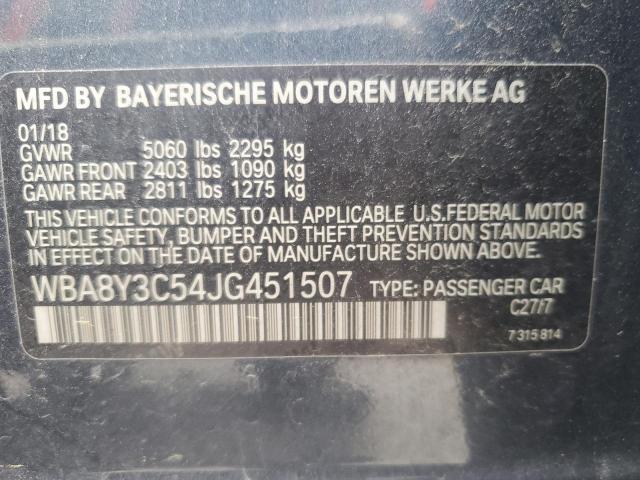 MFD BY BAYERISCHE MOTOREN WERKE AG
01/18
GVWR 5060 lbs 2295 kg
GAWR FRONT 2403 lbs 1090 kg
GAWR REAR 2811 lbs 1275 kg
THIS VEHICLE CONFORMS TO ALL APPLICABLE U.S.FEDERAL MOTOR
VEHICLE SAFETY, BUMPER AND THEFT PREVENTION STANDARDS
IN EFFECT ON THE DATE OF MANUFACTURE SHOWN ABOVE.
WBA8Y3C54JG451507 TYPE: PASSENGER CAR
C27/7
7 315 814